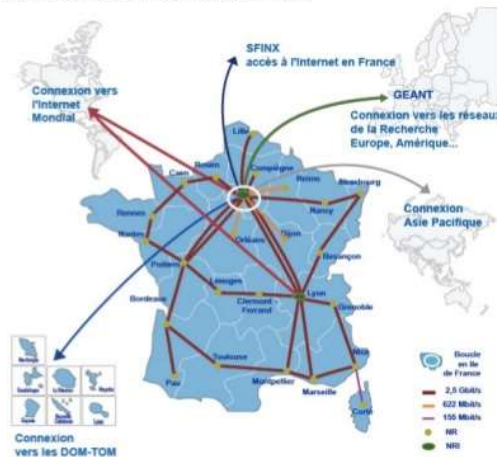 SFINX
accès à l'Internet en France
Connexion vers
l'Internet
Mondial
GEANT
Connexion vers les réseaux
de la Recherche
Europe, Amérique...
Lille
Compiègne
Rouen
Caen
Reims
Strasbourg
Nancy
Rennes
Nantes
Orléans
Dijon
Besançon
Poitiers
Connexion
Asie Pacifique
Limoges
Clermont -
Ferrand
Lyon
Grenoble
Bordeaux
Toulouse
Nice
Pau
Montpellier
Marseille
Corte
Boucle
en Ile
de France
2,5 Gbit/s
622 Mbit/s
155 Mbit/s
NR
NRI
Connexion
vers les DOM-TOM